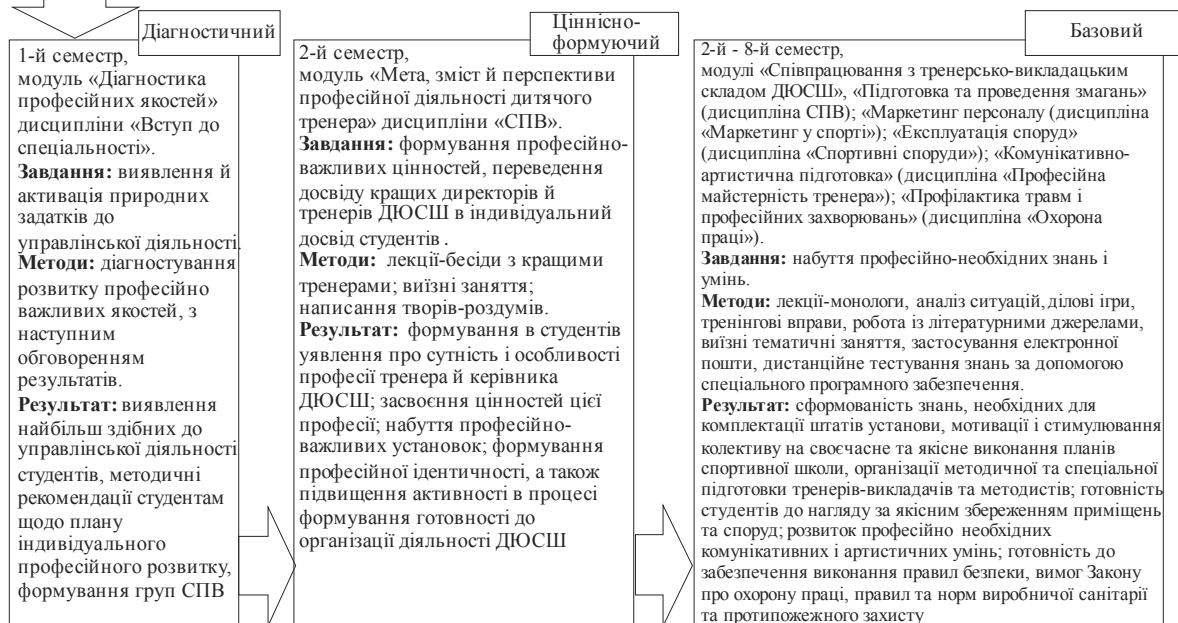 Діагностичний
1-й семестр,
модуль «Діагностика
професійних якостей»
дисципліни «Вступ до
спеціальності».
Завдання: виявлення й
активація природних
задатків до
управлінської діяльності.
Методи: діагностування
розвитку професійно
важливих якостей, з
наступним
обговоренням
результатів.
Результат: виявлення
найбільш здібних до
управлінської діяльності
студентів, методичні
рекомендації студентам
щодо плану
індивідуального
професійного розвитку,
формування груп СПВ
Ціннісно-
формуючий
2-й семестр,
модуль «Мета, зміст й перспективи
професійної діяльності дитячого
тренера» дисципліни «СПВ».
Завдання: формування професійно-
важливих цінностей, переведення
досвіду кращих директорів й
тренерів ДЮСШ в індивідуальний
досвід студентів .
Методи: лекції-бесіди з кращими
тренерами; виїзні заняття;
написання творів-роздумів.
Результат: формування в студентів
уявлення про сутність і особливості
професії тренера й керівника
ДЮСШ; засвоєння цінностей цієї
професії; набуття професійно-
важливих установок; формування
професійної ідентичності, а також
підвищення активності в процесі
формування готовності до
організації діяльності ДЮСШ
Базовий
2-й - 8-й семестр,
модулі «Співпрацювання з тренерсько-викладацьким
складом ДЮСШ», «Підготовка та проведення змагань»
(дисципліна СПВ); «Маркетинг персоналу (дисципліна
«Маркетинг у спорті»); «Експлуатація споруд»
(дисципліна «Спортивні споруди»); «Комунікативно-
артистична підготовка» (дисципліна «Професійна
майстерність тренера»); «Профілактика травм і
професійних захворювань» (дисципліна «Охорона
праці»).
Завдання: набуття професійно-необхідних знань і
умінь.
Методи: лекції-монологи, аналіз ситуацій, ділові ігри,
тренінгові вправи, робота із літературними джерелами,
виїзні тематичні заняття, застосування електронної
пошти, дистанційне тестування знань за допомогою
спеціального програмного забезпечення.
Результат: сформованість знань, необхідних для
комплектації штатів установи, мотивації і стимулювання
колективу на своєчасне та якісне виконання планів
спортивної школи, організації методичної та спеціальної
підготовки тренерів-викладачів та методистів; готовність
студентів до нагляду за якісним збереженням приміщень
та споруд; розвиток професійно необхідних
комунікативних і артистичних умінь; готовність до
забезпечення виконання правил безпеки, вимог Закону
про охорону праці, правил та норм виробничої санітарії
та протипожежного захисту